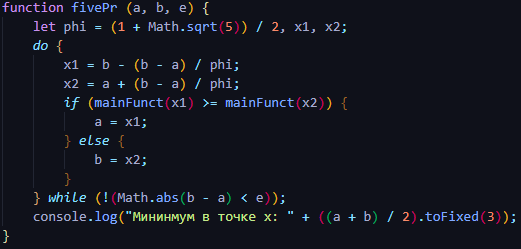 function fivePr (a, b, e) {
let phi = (1 + Math.sqrt(5)) / 2, x1, x2;
do {
x1 = b - (b - a) / phi;
x2 = a + (b - a) / phi;
if (mainFunct(x1) >= mainFunct(x2)) {
a = x1;
} else {
b = x2;
}
} while (!(Math.abs(b - a) < e));
console.log("Мининмум в точке x: " + ((a + b) / 2).toFixed(3));
}